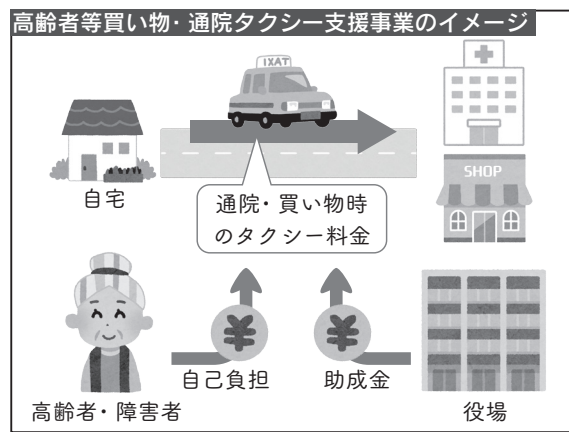 高齢者等買い物・通院タクシー支援事業のイメージ
IXAT
自宅
SHOP
通院・買い物時
のタクシー料金
¥
¥
自己負担
助成金
高齢者・障害者
役場